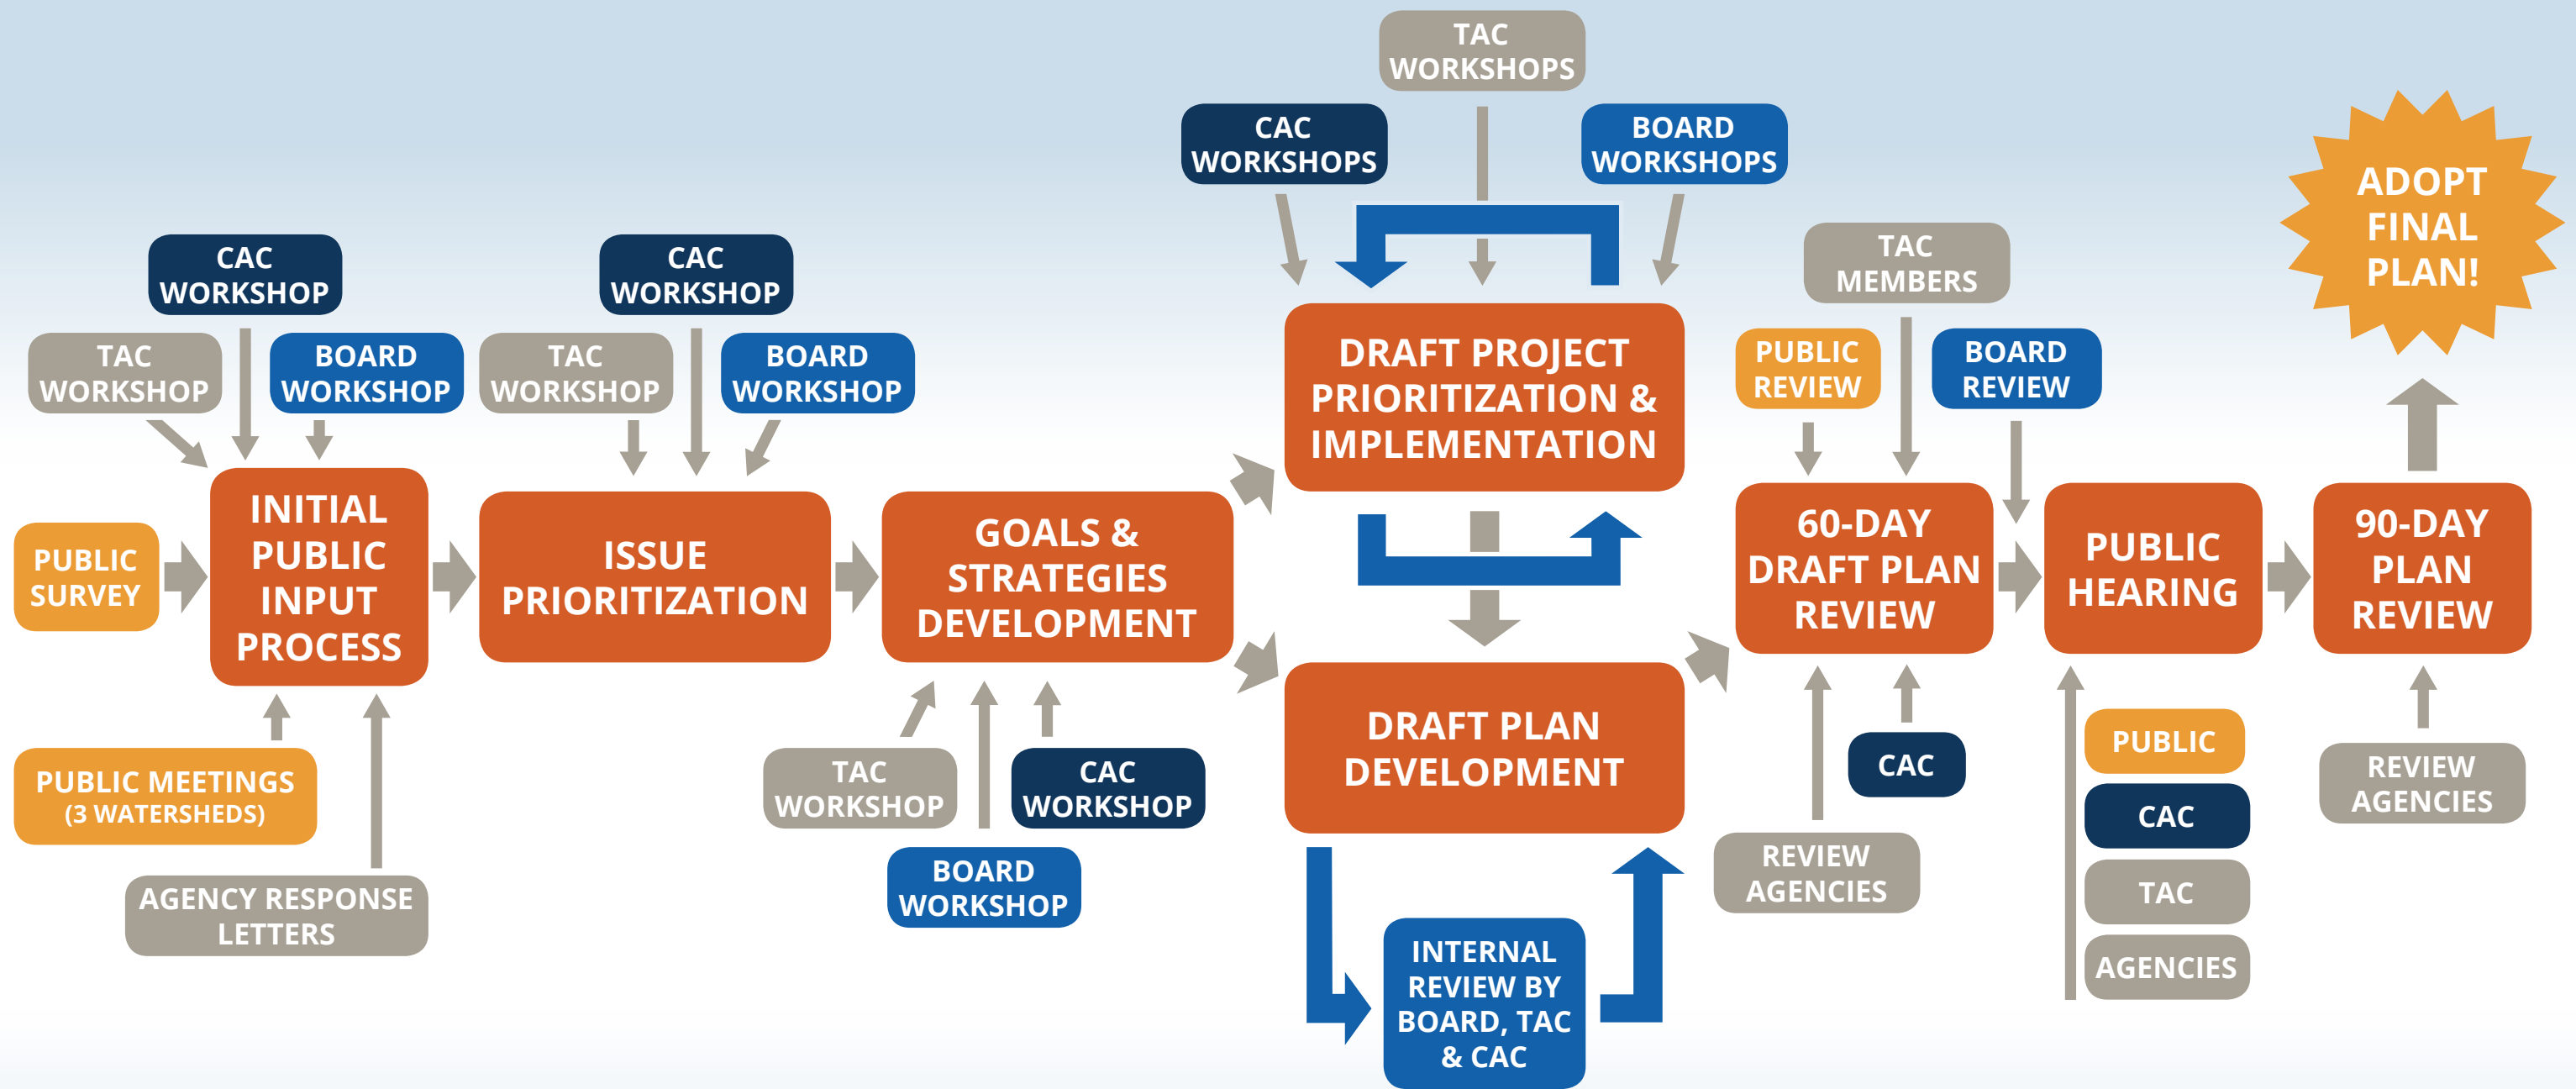 TAC
WORKSHOPS
CAC
WORKSHOPS
BOARD
WORKSHOPS
ADOPT
FINAL
PLAN!
CAC
WORKSHOP
TAC
WORKSHOP
BOARD
WORKSHOP
CAC
WORKSHOP
TAC
WORKSHOP
BOARD
WORKSHOP
TAC
MEMBERS
PUBLIC
REVIEW
BOARD
REVIEW
PUBLIC
SURVEY
INITIAL
PUBLIC
INPUT
PROCESS
ISSUE
PRIORITIZATION
GOALS &
STRATEGIES
DEVELOPMENT
DRAFT PROJECT
PRIORITIZATION &
IMPLEMENTATION
DRAFT PLAN
DEVELOPMENT
60-DAY
DRAFT PLAN
REVIEW
PUBLIC
HEARING
90-DAY
PLAN
REVIEW
PUBLIC MEETINGS
(3 WATERSHEDS)
AGENCY RESPONSE
LETTERS
TAC
WORKSHOP
CAC
WORKSHOP
BOARD
WORKSHOP
INTERNAL
REVIEW BY
BOARD, TAC
& CAC
REVIEW
AGENCIES
CAC
PUBLIC
CAC
TAC
AGENCIES
REVIEW
AGENCIES